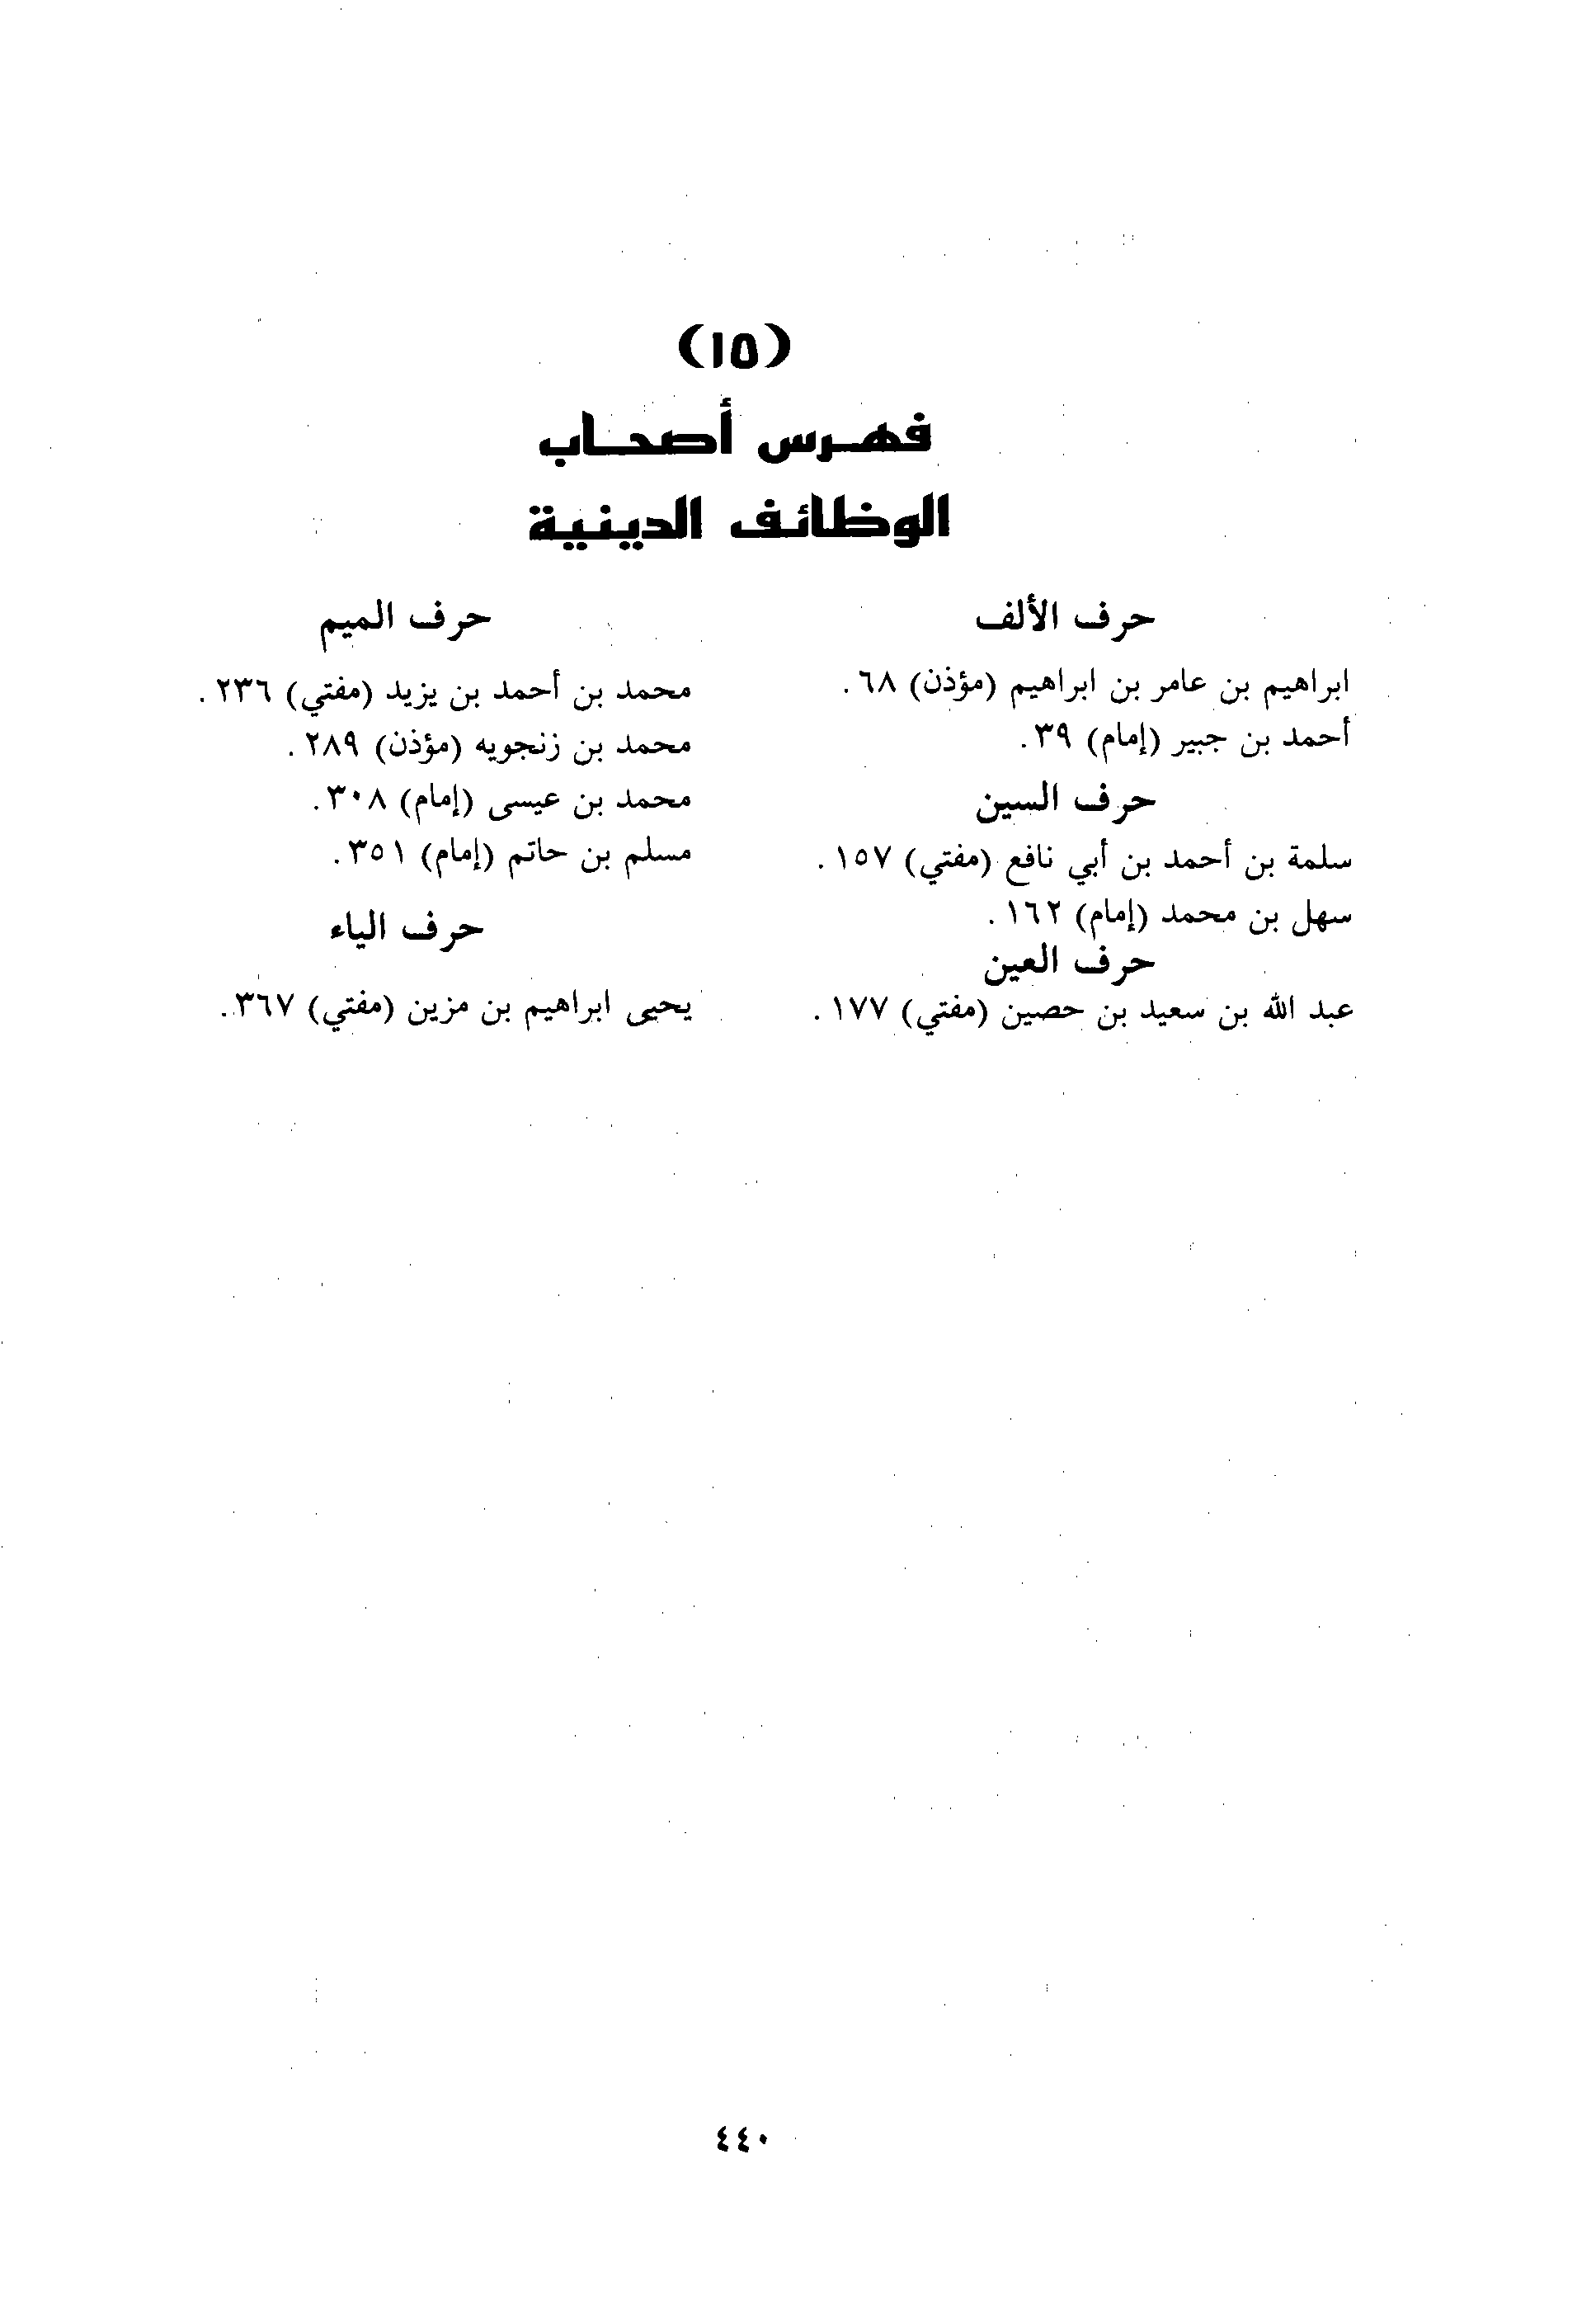 (١٥)
فهرس أصحاب
الوظائف الدينية
حرف الألف
ابراهيم بن عامر بن ابراهيم (مؤذن) ٦٨.
أحمد بن جبير (إمام) ٣٩.
حرف السين
سلمة بن أحمد بن أبي نافع (مفتي) ١٥٧.
سهل بن محمد (إمام) ١٦٢.
حرف العين
عبد الله بن سعيد بن حصين (مفتي) ١٧٧.
حرف الميم
محمد بن أحمد بن يزيد (مفتي) ٢٣٦.
محمد بن زنجويه (مؤذن) ٢٨٩.
محمد بن عيسى (إمام) ٣٠٨.
مسلم بن حاتم (إمام) ٣٥١.
حرف الياء
يحيى ابراهيم بن مزين (مفتي) ٣٦٧.
٤٤٠